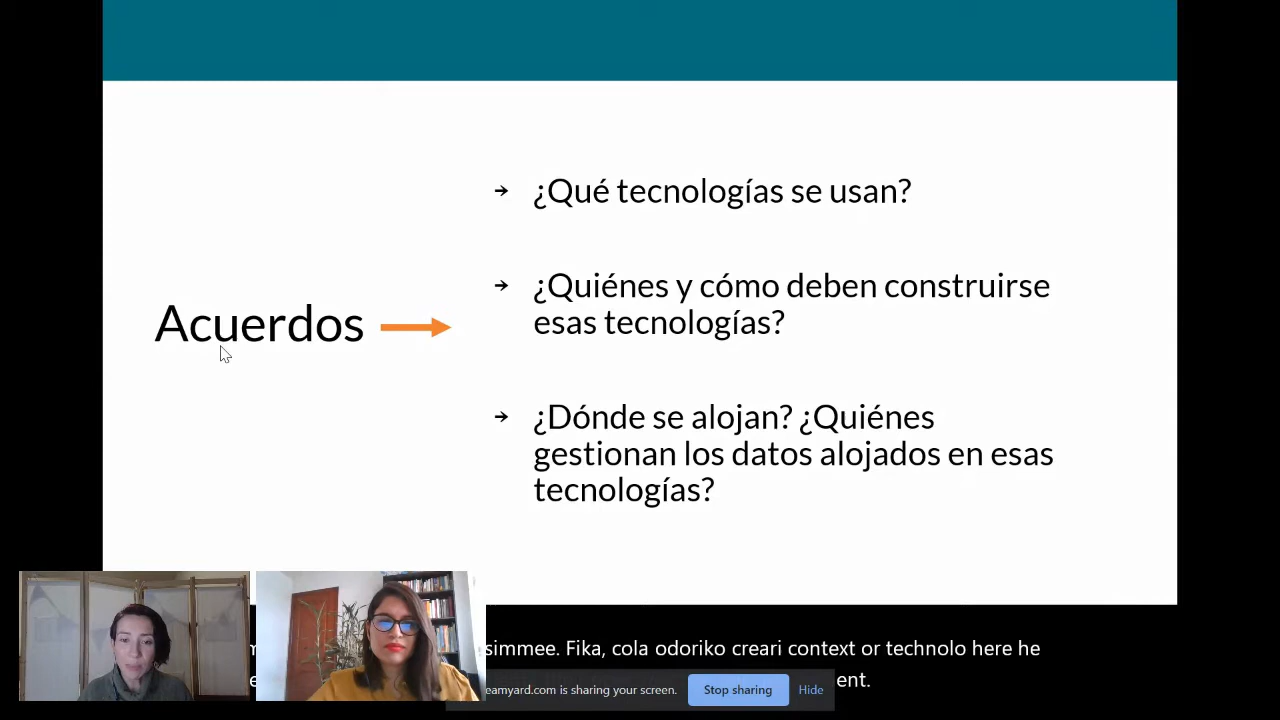 ¿Qué tecnologías se usan?
¿Quiénes y cómo deben construirse
esas tecnologías?
Acuerdos
¿Dónde se alojan? ¿Quiénes
gestionan los datos alojados en esas
tecnologías?
Fika, cola odoriko creari context or technolo here he
eamyard.com is sharing your screen.
Stop sharing
Hide